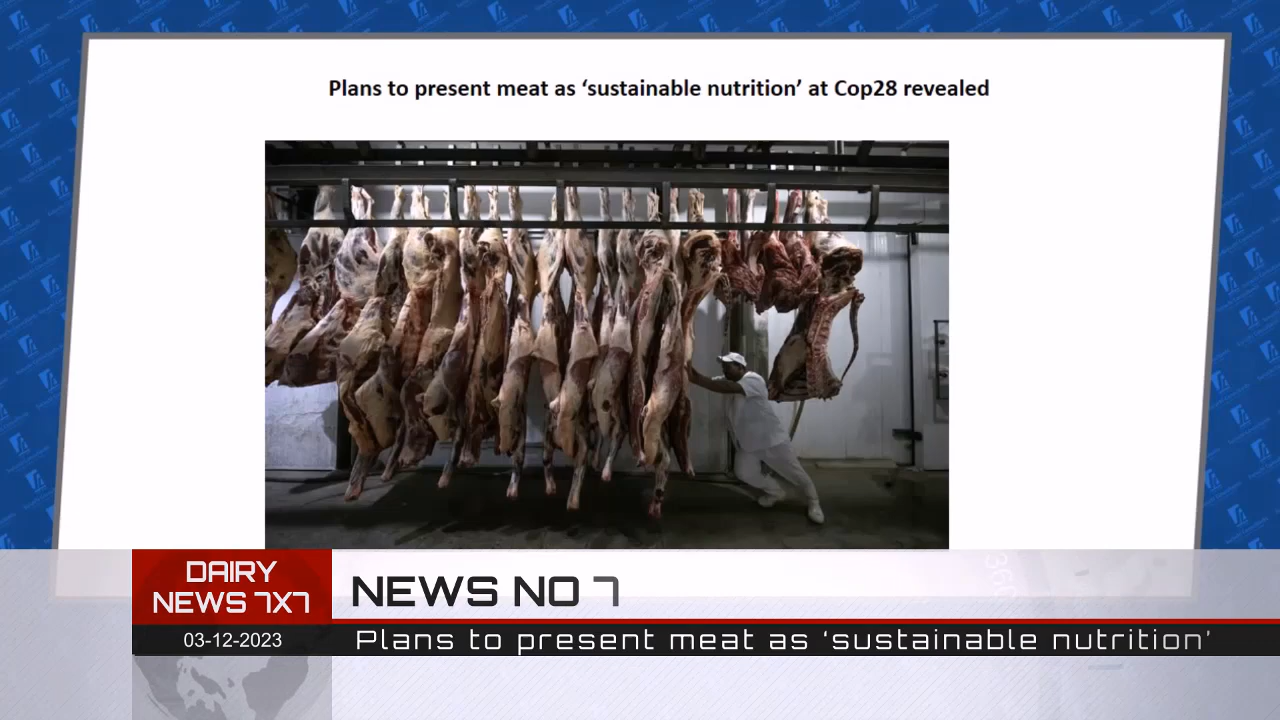 Plans to present meat as ‘sustainable nutrition’ at Cop28 revealed
DAIRY
NEWS 7X7
03-12-2023
NEWS NO 7
Plans to present meat as ‘sustainable nutrition’